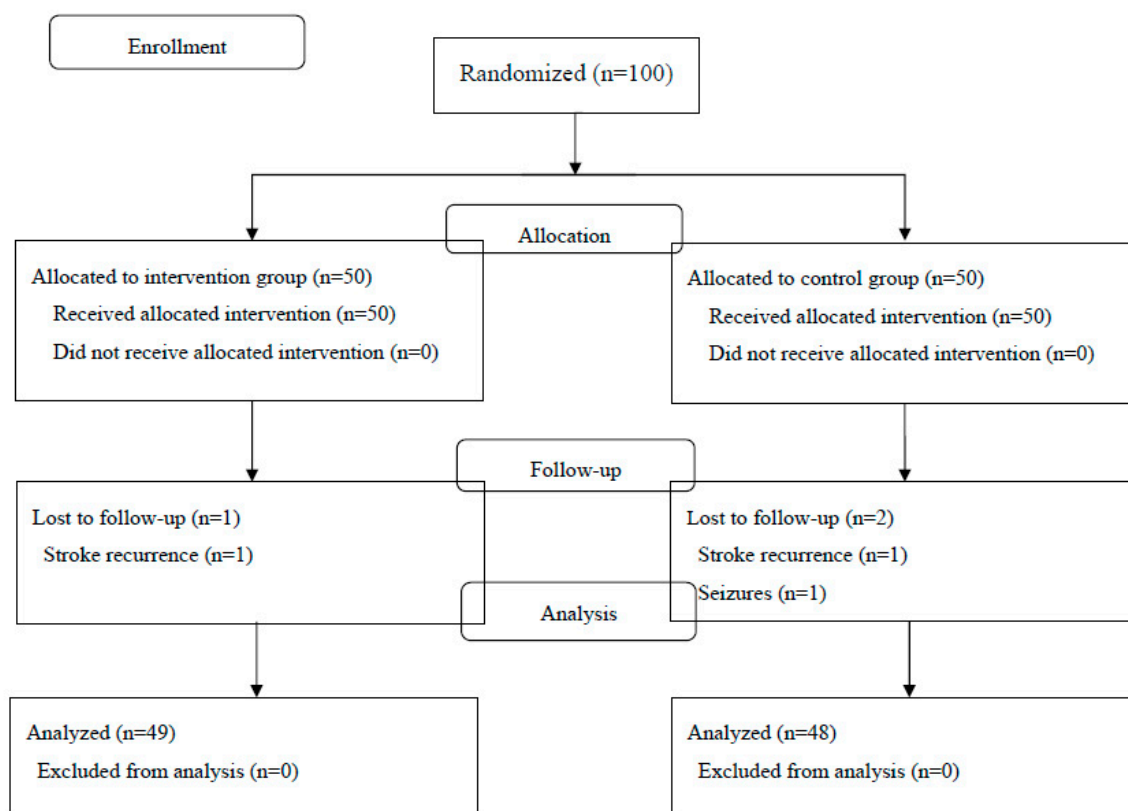 Enrollment
Randomized (n=100)
Allocation
Allocated to intervention group (n=50)
Received allocated intervention (n=50)
Did not receive allocated intervention (n=0)
Allocated to control group (n=50)
Received allocated intervention (n=50)
Did not receive allocated intervention (n=0)
Follow-up
Lost to follow-up (n=1)
Stroke recurrence (n=1)
Lost to follow-up (n=2)
Stroke recurrence (n=1)
Seizures (n=1)
Analysis
Analyzed (n=49)
Excluded from analysis (n=0)
Analyzed (n=48)
Excluded from analysis (n=0)